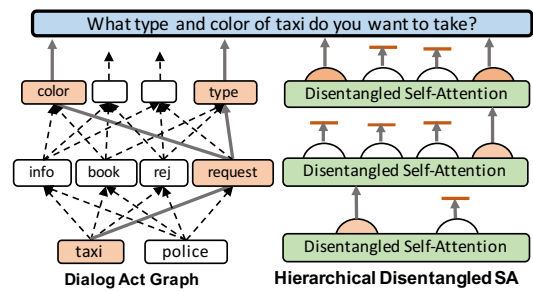 What type and color of taxi do you want to take?
color type
Disentangled Self-Attention
info book rej request
Disentangled Self-Attention
taxi police
Disentangled Self-Attention
Dialog Act Graph
Hierarchical Disentangled SA